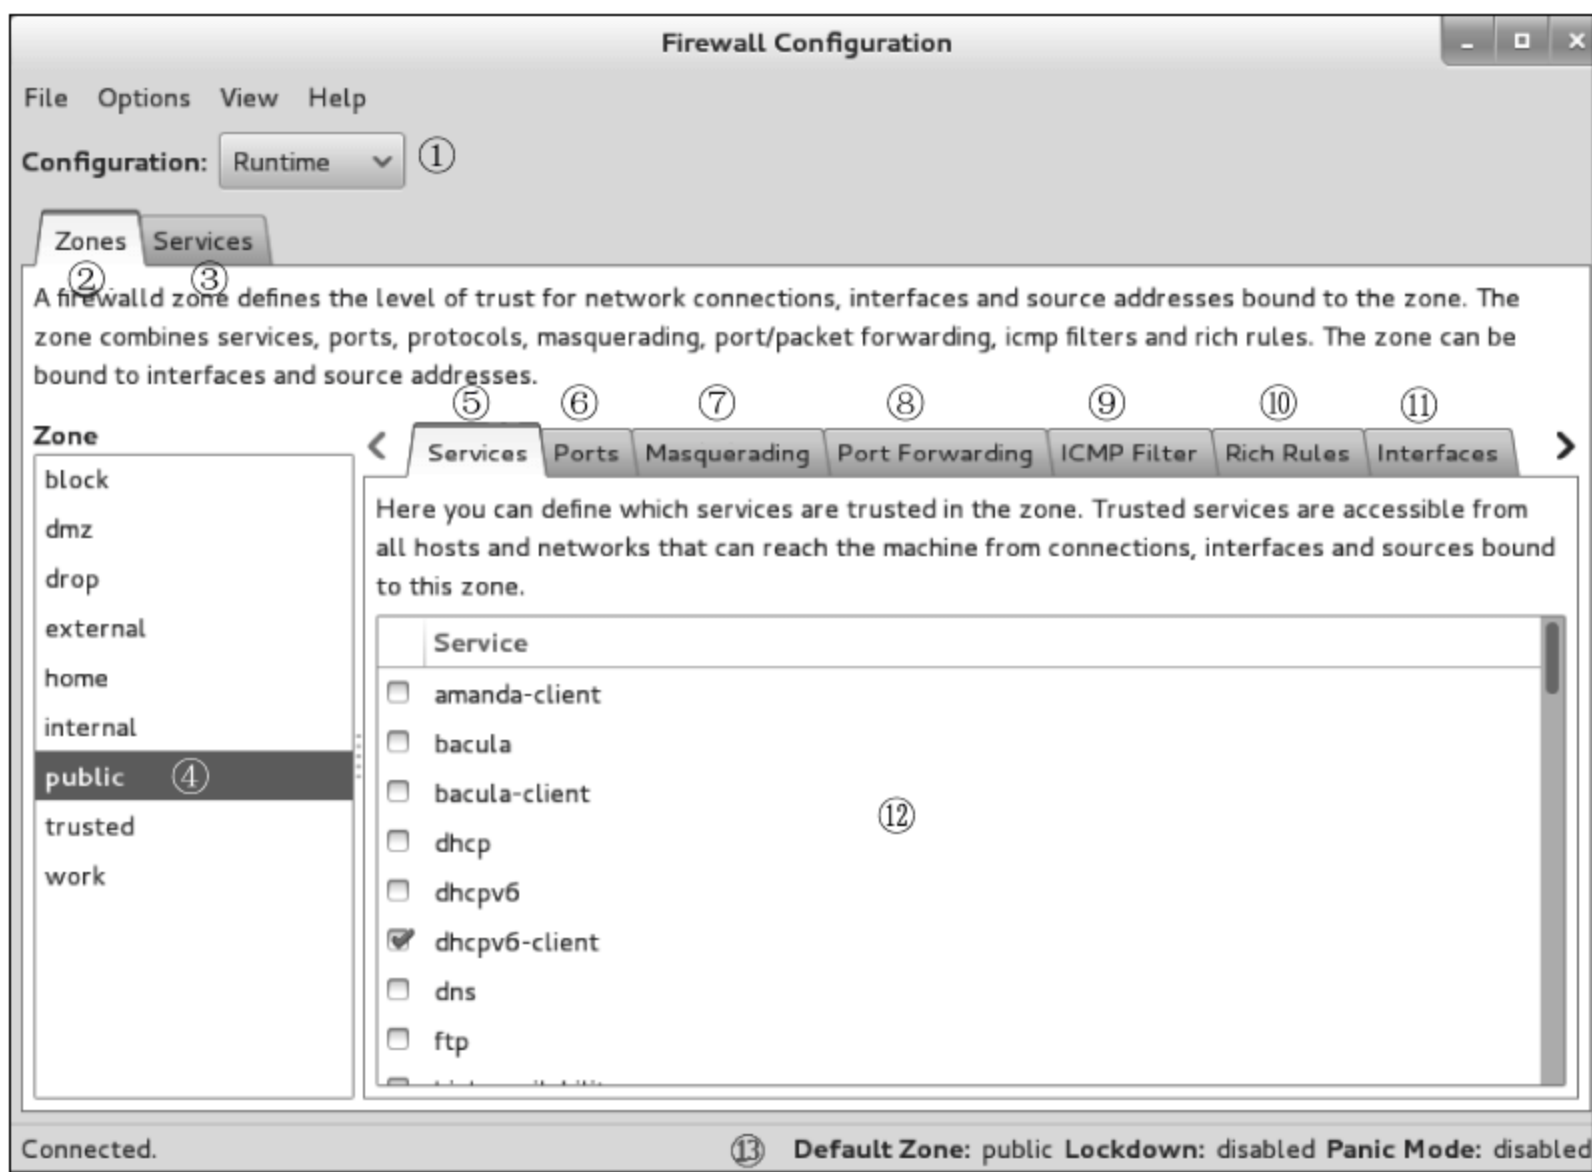 Firewall Configuration
File Options View Help
Configuration: Runtime ①
Zones Services
② ③
A firewalld zone defines the level of trust for network connections, interfaces and source addresses bound to the zone. The
zone combines services, ports, protocols, masquerading, port/packet forwarding, icmp filters and rich rules. The zone can be
bound to interfaces and source addresses.
⑤ ⑥ ⑦ ⑧ ⑨ ⑩ ⑪
Zone
block
dmz
drop
external
home
internal
public ④
trusted
work
Services Ports Masquerading Port Forwarding ICMP Filter Rich Rules Interfaces
Here you can define which services are trusted in the zone. Trusted services are accessible from
all hosts and networks that can reach the machine from connections, interfaces and sources bound
to this zone.
Service
amanda-client
bacula
bacula-client
⑫
dhcp
dhcpv6
dhcpv6-client
dns
ftp
Connected. ⑬ Default Zone: public Lockdown: disabled Panic Mode: disabled